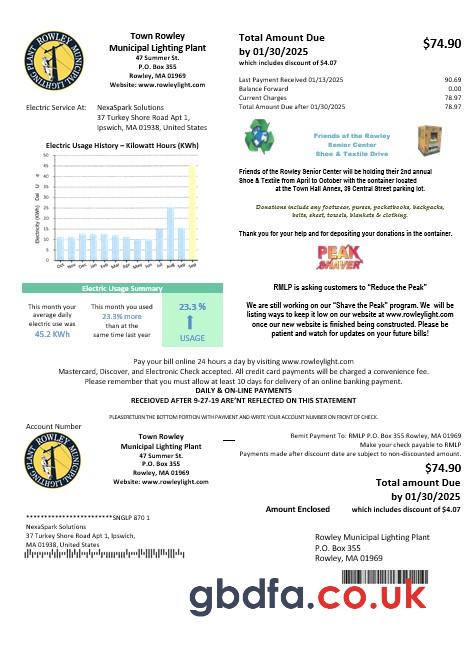 ROWLEY
MUNICIPAL LIGHTING PLANT
Town Rowley
Municipal Lighting Plant
47 Summer St.
P.O. Box 355
Rowley, MA 01969
Website: www.rowleylight.com
Total Amount Due
by 01/30/2025
$74.90
which includes discount of $4.07
Last Payment Received 01/13/2025 90.69
Balance Forward 0.00
Current Charges 78.97
Total Amount Due after 01/30/2025 78.97
Electric Service At: NexaSpark Solutions
37 Turkey Shore Road Apt 1,
Ipswich, MA 01938, United States
Friends of the Rowley
Senior Center
Shoe & Textile Drive
Electric Usage History – Kilowatt Hours (KWh)
Electricity (KWh) Dai U e
50
45
40
35
30
25
20
15
10
5
0
Oct Nov Dec Jan Feb Mar Apr May Jun Jul Aug Sep Sep
Friends of the Rowley Senior Center will be holding their 2nd annual
Shoe & Textile from April to October with the container located
at the Town Hall Annes, 39 Central Street parking lot.
Donations include any footwear, purses, pocketbooks, backpacks,
belts, sheet, towels, blankets & clothing.
Thank you for your help and for depositing your donations in the container.
PEAK
SHAVER
Electric Usage Summary
This month your
average daily
electric use was
45.2 KWh
This month you used
23.3% more
than at the
same time last year
23.3 %
USAGE
RMLP is asking customers to "Reduce the Peak"
We are still working on our "Shave the Peak" program. We will be
listing ways to keep it low on our website at www.rowleylight.com
once our new website is finished being constructed. Please be
patient and watch for updates on your future bills!
Pay your bill online 24 hours a day by visiting www.rowleylight.com
Mastercard, Discover, and Electronic Check accepted. All credit card payments will be charged a convenience fee.
Please remember that you must allow at least 10 days for delivery of an online banking payment.
DAILY & ON-LINE PAYMENTS
RECEIOVED AFTER 9-27-19 ARE'NT REFLECTED ON THIS STATEMENT
PLEASERETURN THE BOTTOM PORTION WITH PAYMENT AND WRITE YOUR ACCOUNT NUMBER ON FRONT OF CHECK.
Account Number
ROWLEY
MUNICIPAL LIGHTING PLANT
Town Rowley
Municipal Lighting Plant
47 Summer St.
P.O. Box 355
Rowley, MA 01969
Website: www.rowleylight.com
Remit Payment To: RMLP P.O. Box 355 Rowley, MA 01969
Make your check payable to RMLP
Payments made after discount date are subject to non-discounted amount.
$74.90
Total amount Due
by 01/30/2025
Amount Enclosed which includes discount of $4.07
************************SNGLP 870 1
NexaSpark Solutions
37 Turkey Shore Road Apt 1, Ipswich,
MA 01938, United States
Rowley Municipal Lighting Plant
P.O. Box 355
Rowley, MA 01969
gbdfa.co.uk